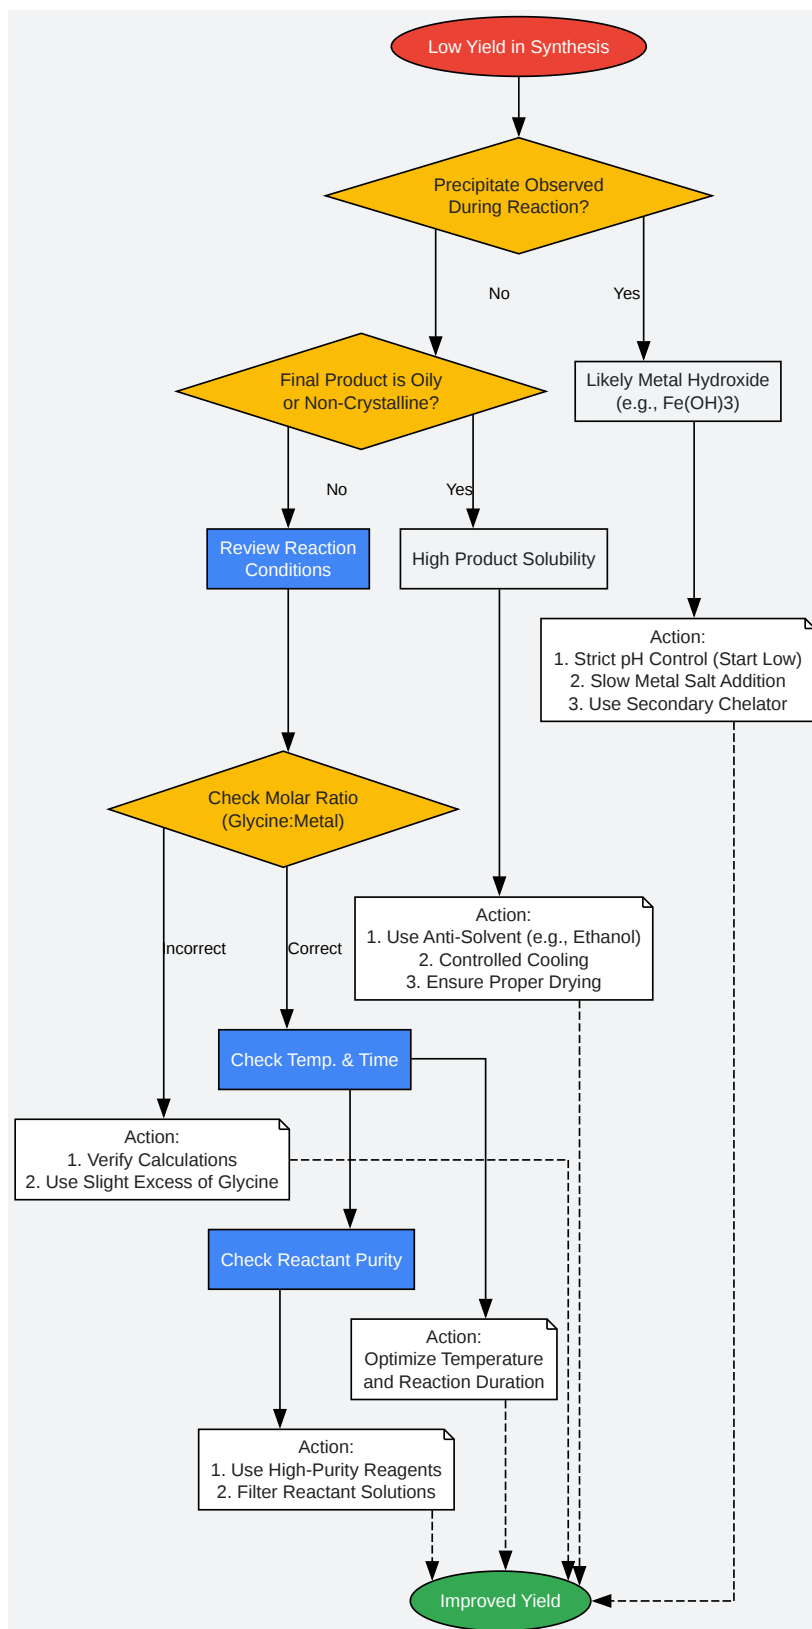 Low Yield in Synthesis
Precipitate Observed
During Reaction?
No
Yes
Final Product is Oily
or Non-Crystalline?
Likely Metal Hydroxide
(e.g., Fe(OH)3)
No
Yes
Review Reaction
Conditions
High Product Solubility
Action:
1. Strict pH Control (Start Low)
2. Slow Metal Salt Addition
3. Use Secondary Chelator
Check Molar Ratio
(Glycine:Metal)
Incorrect
Correct
Action:
1. Use Anti-Solvent (e.g., Ethanol)
2. Controlled Cooling
3. Ensure Proper Drying
Check Temp. & Time
Action:
1. Verify Calculations
2. Use Slight Excess of Glycine
Check Reactant Purity
Action:
Optimize Temperature
and Reaction Duration
Action:
1. Use High-Purity Reagents
2. Filter Reactant Solutions
Improved Yield